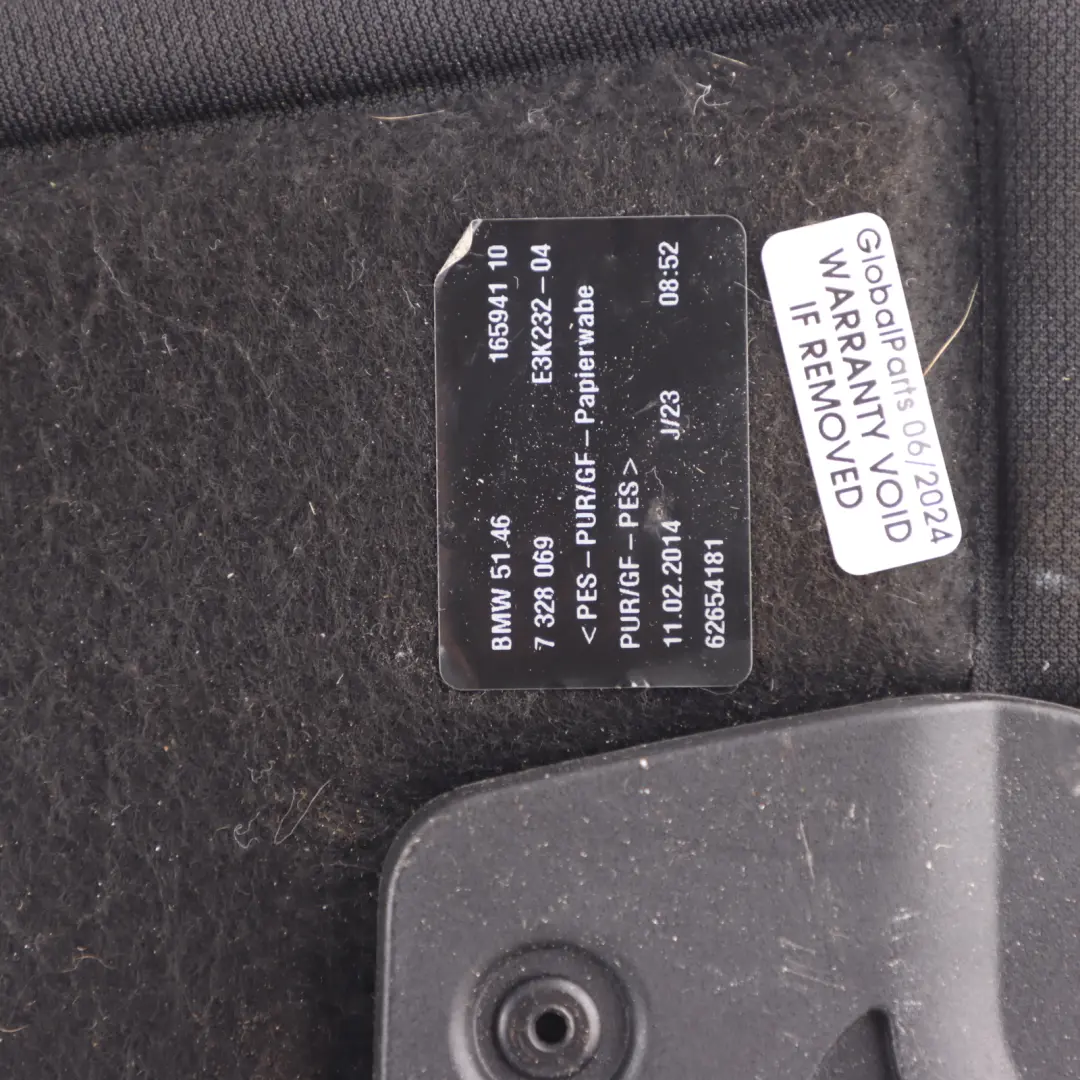 BMW 51.46 165941 10
7 328 069 E3K232-04
<PES-PUR/GF-Papierwabe
PUR/GF-PES>
11.02.2014 J/23 08:52
62654181
GlobalParts 06/2024
WARRANTY VOID
IF REMOVED